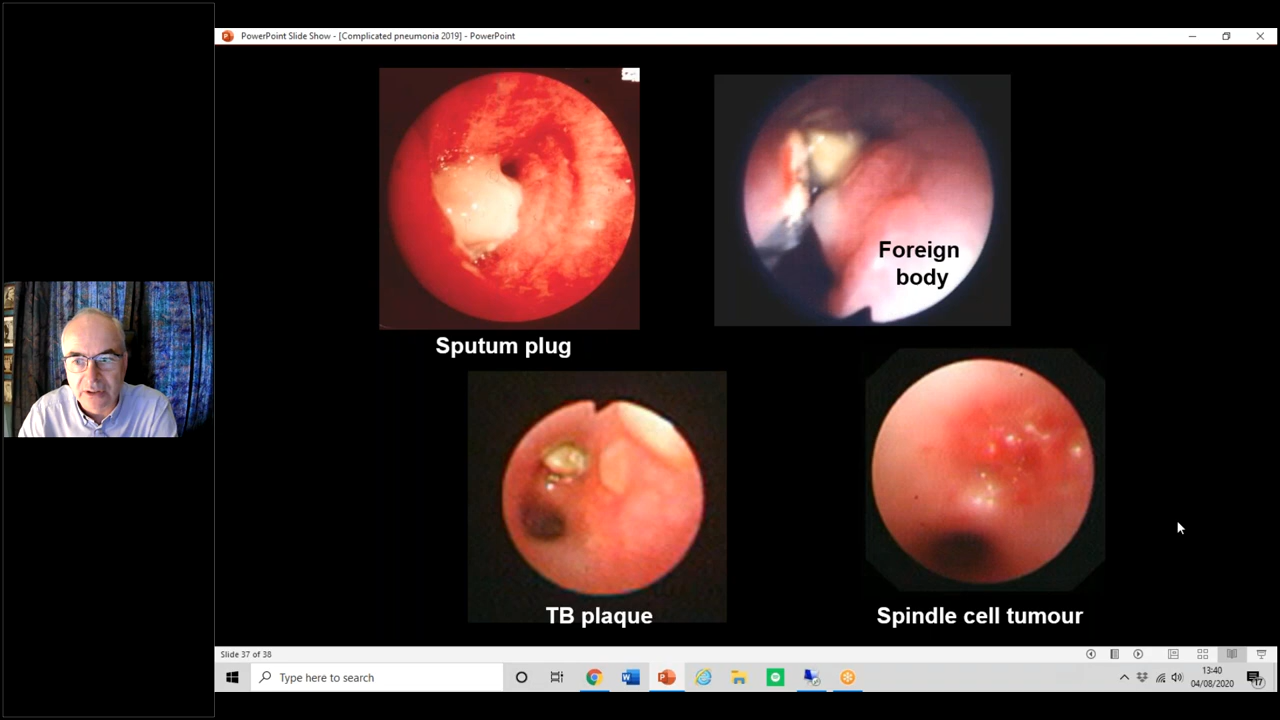 PowerPoint Slide Show - [Complicated pneumonia 2019] - PowerPoint
Foreign
body
Sputum plug
TB plaque
Spindle cell tumour
Slide 37 of 38
Type here to search
13:40
04/08/2020
17